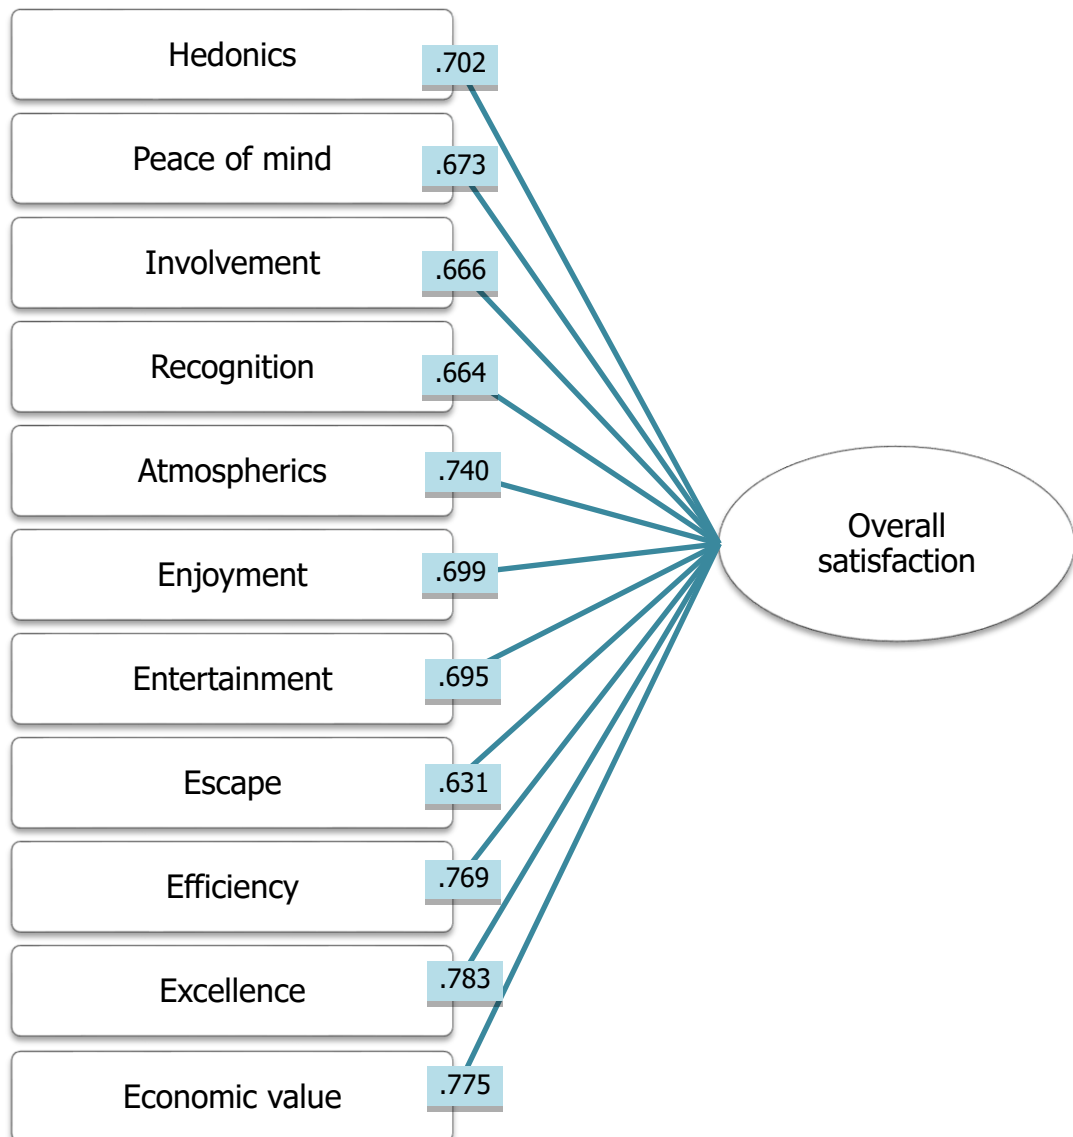 Hedonics
.702
Peace of mind
.673
Involvement
.666
Recognition
.664
Atmospherics
.740
Enjoyment
.699
Entertainment
.695
Escape
.631
Efficiency
.769
Excellence
.783
Economic value
.775
Overall
satisfaction